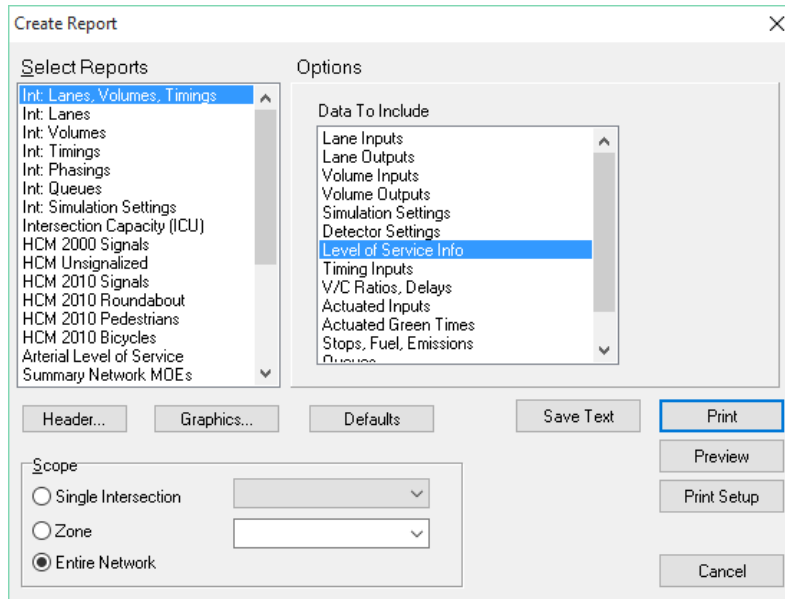 Create Report
Select Reports
Int: Lanes, Volumes, Timings
Int: Lanes
Int: Volumes
Int: Timings
Int: Phasings
Int: Queues
Int: Simulation Settings
Intersection Capacity (ICU)
HCM 2000 Signals
HCM Unsignalized
HCM 2010 Signals
HCM 2010 Roundabout
HCM 2010 Pedestrians
HCM 2010 Bicycles
Arterial Level of Service
Summary Network MOEs
Options
Data To Include
Lane Inputs
Lane Outputs
Volume Inputs
Volume Outputs
Simulation Settings
Detector Settings
Level of Service Info
Timing Inputs
V/C Ratios, Delays
Actuated Inputs
Actuated Green Times
Stops, Fuel, Emissions
Queues
Header...
Graphics...
Defaults
Save Text
Print
Preview
Print Setup
Cancel
Scope
Single Intersection
Zone
Entire Network